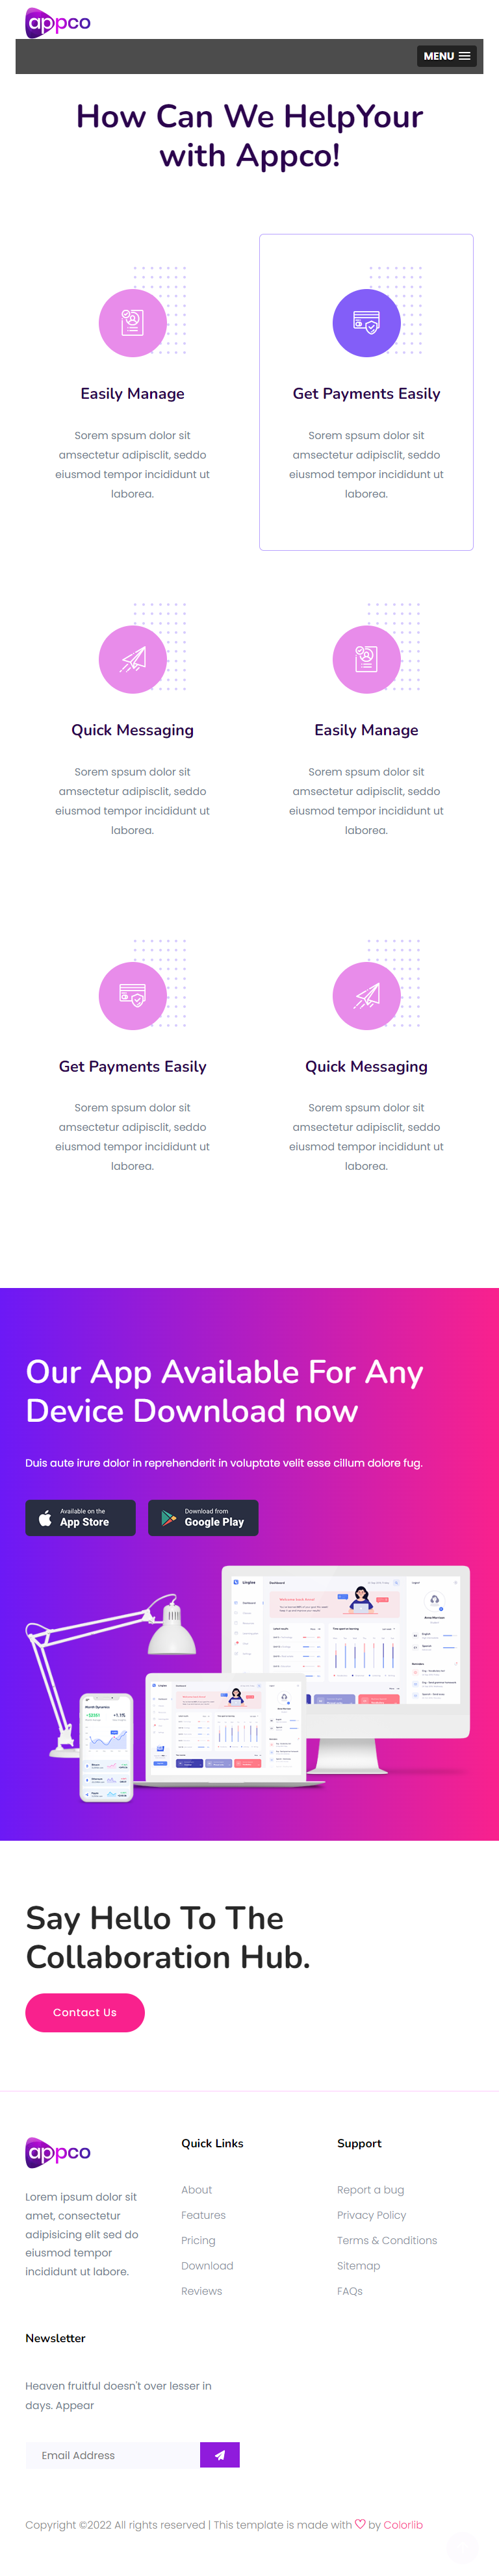 appco
MENU
How Can We HelpYour
with Appco!
Easily Manage
Sorem spsum dolor sit
amsectetur adipisclit, seddo
eiusmod tempor incididunt ut
laborea.
Get Payments Easily
Sorem spsum dolor sit
amsectetur adipisclit, seddo
eiusmod tempor incididunt ut
laborea.
Quick Messaging
Sorem spsum dolor sit
amsectetur adipisclit, seddo
eiusmod tempor incididunt ut
laborea.
Easily Manage
Sorem spsum dolor sit
amsectetur adipisclit, seddo
eiusmod tempor incididunt ut
laborea.
Get Payments Easily
Sorem spsum dolor sit
amsectetur adipisclit, seddo
eiusmod tempor incididunt ut
laborea.
Quick Messaging
Sorem spsum dolor sit
amsectetur adipisclit, seddo
eiusmod tempor incididunt ut
laborea.
Our App Available For Any
Device Download now
Duis aute irure dolor in reprehenderit in voluptate velit esse cillum dolore fug.
Available on the
App Store
Download from
Google Play
Dashboard
Say Hello To The
Collaboration Hub.
Contact Us
appco
Lorem ipsum dolor sit
amet, consectetur
adipisicing elit sed do
eiusmod tempor
incididunt ut labore.
Quick Links
About
Features
Pricing
Download
Reviews
Support
Report a bug
Privacy Policy
Terms & Conditions
Sitemap
FAQs
Newsletter
Heaven fruitful doesn't over lesser in
days. Appear
Email Address
Copyright ©2022 All rights reserved | This template is made with ♡ by Colorlib